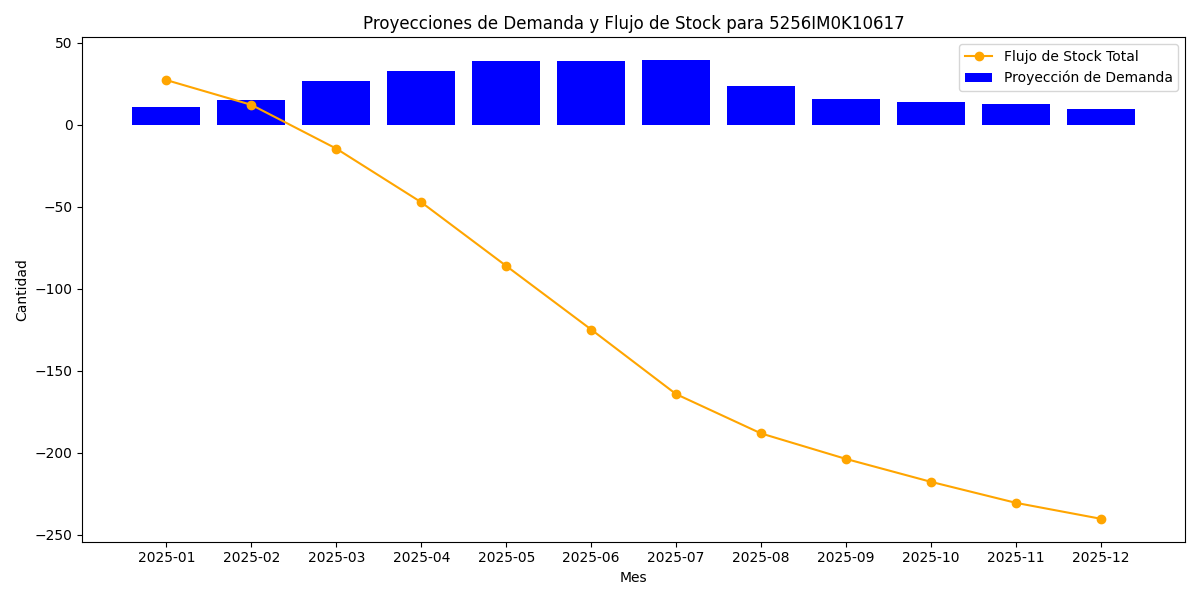 Proyecciones de Demanda y Flujo de Stock para 5256IM0K10617
Flujo de Stock Total
Proyección de Demanda
Cantidad
50
0
−50
−100
−150
−200
−250
2025-01 2025-02 2025-03 2025-04 2025-05 2025-06 2025-07 2025-08 2025-09 2025-10 2025-11 2025-12
Mes